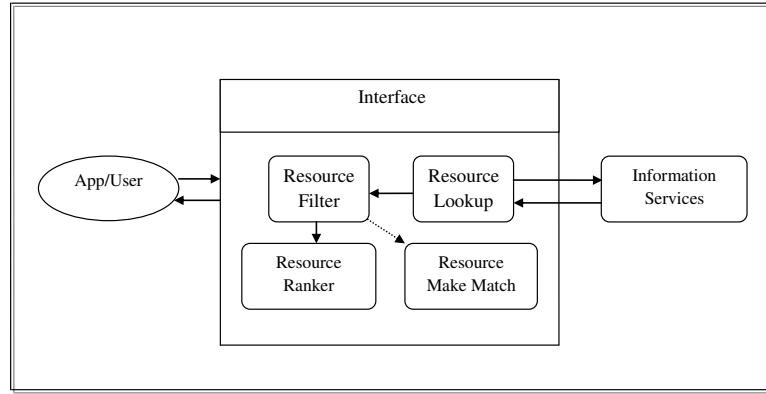 Interface
App/User
Resource
Filter
Resource
Lookup
Information
Services
Resource
Ranker
Resource
Make Match